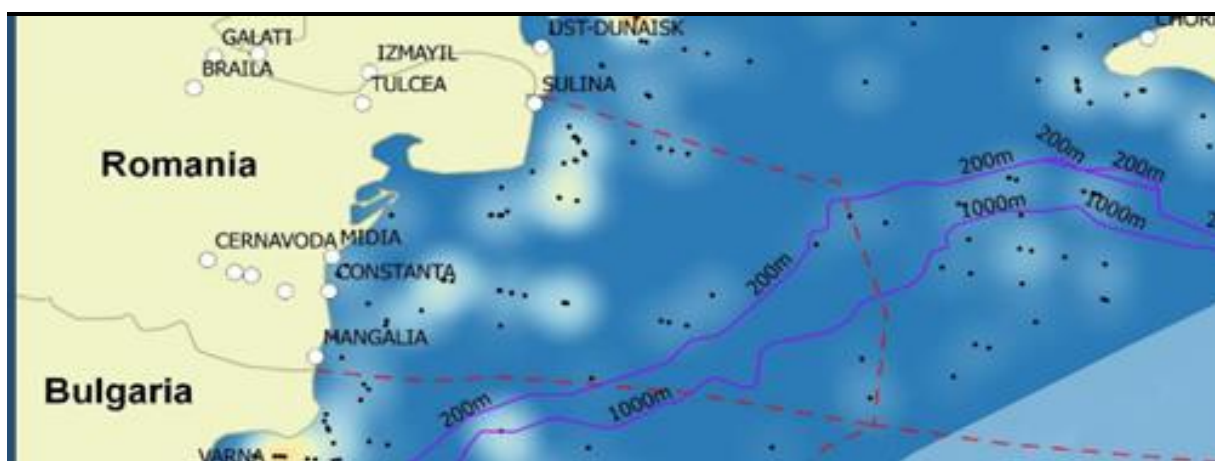 GALATI
UST-DUNAISK
IZMAYIL
BRAILA
TULCEA
SULINA
Romania
200m
200m
200m
1000m
1000m
CERNAVODA
MIDIA
CONSTANTA
200m
MANGALIA
Bulgaria
200m
1000m
VARNA